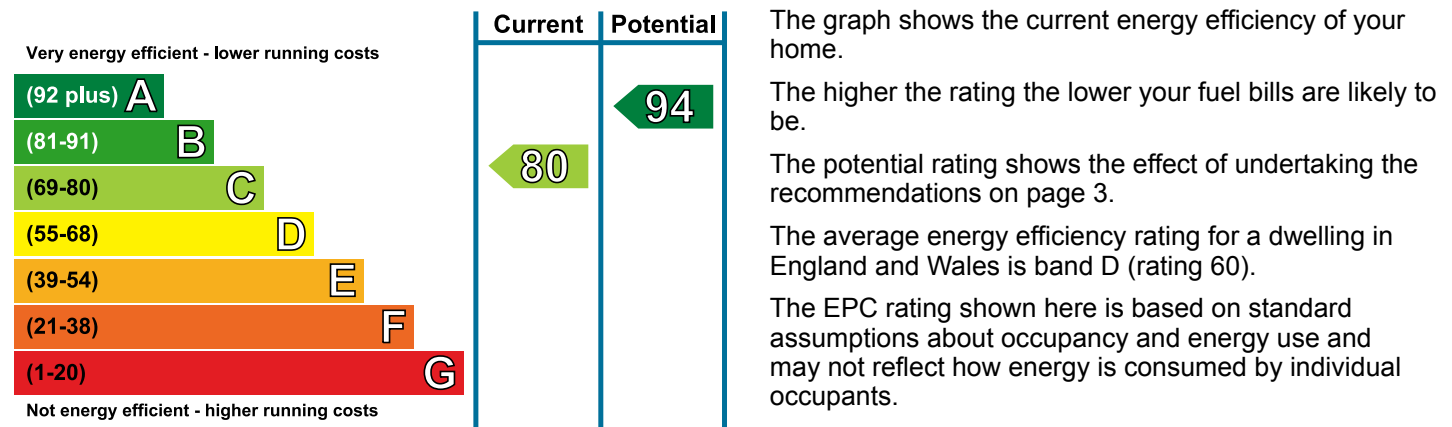 Current Potential
Very energy efficient - lower running costs
(92 plus) A
94
(81-91) B
80
(69-80) C
(55-68) D
(39-54) E
(21-38) F
(1-20) G
Not energy efficient - higher running costs
The graph shows the current energy efficiency of your
home.
The higher the rating the lower your fuel bills are likely to
be.
The potential rating shows the effect of undertaking the
recommendations on page 3.
The average energy efficiency rating for a dwelling in
England and Wales is band D (rating 60).
The EPC rating shown here is based on standard
assumptions about occupancy and energy use and
may not reflect how energy is consumed by individual
occupants.